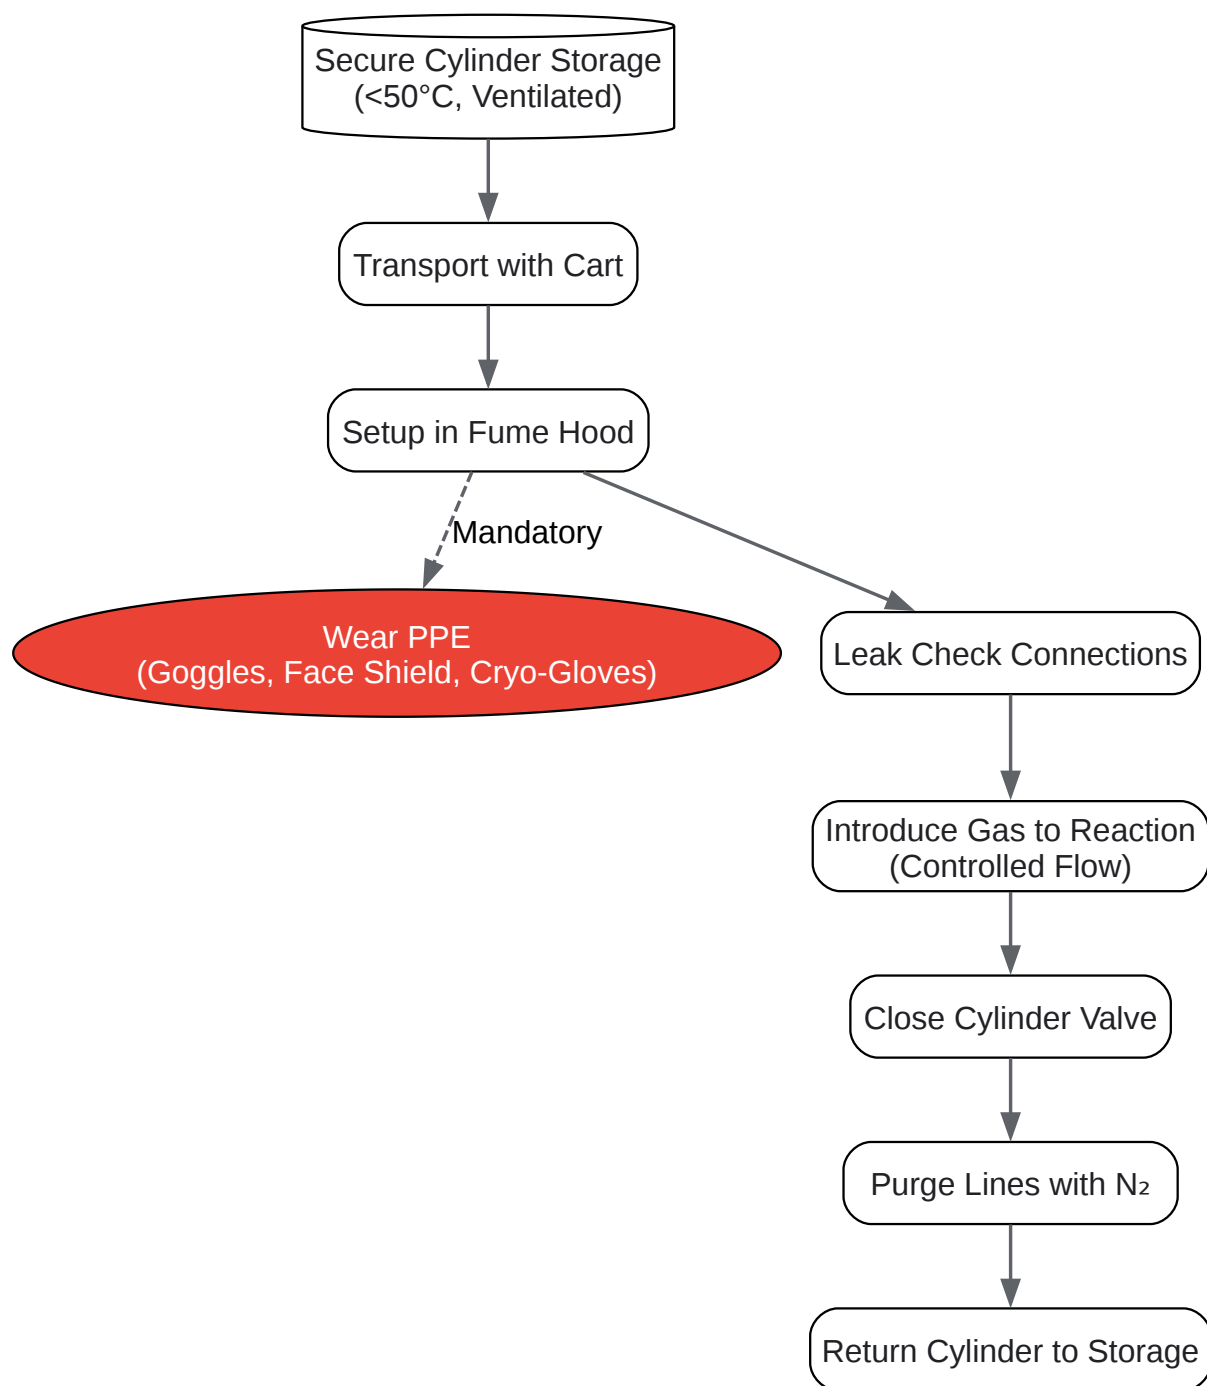 Secure Cylinder Storage
(<50°C, Ventilated)
Transport with Cart
Setup in Fume Hood
Mandatory
Wear PPE
(Goggles, Face Shield, Cryo-Gloves)
Leak Check Connections
Introduce Gas to Reaction
(Controlled Flow)
Close Cylinder Valve
Purge Lines with N₂
Return Cylinder to Storage